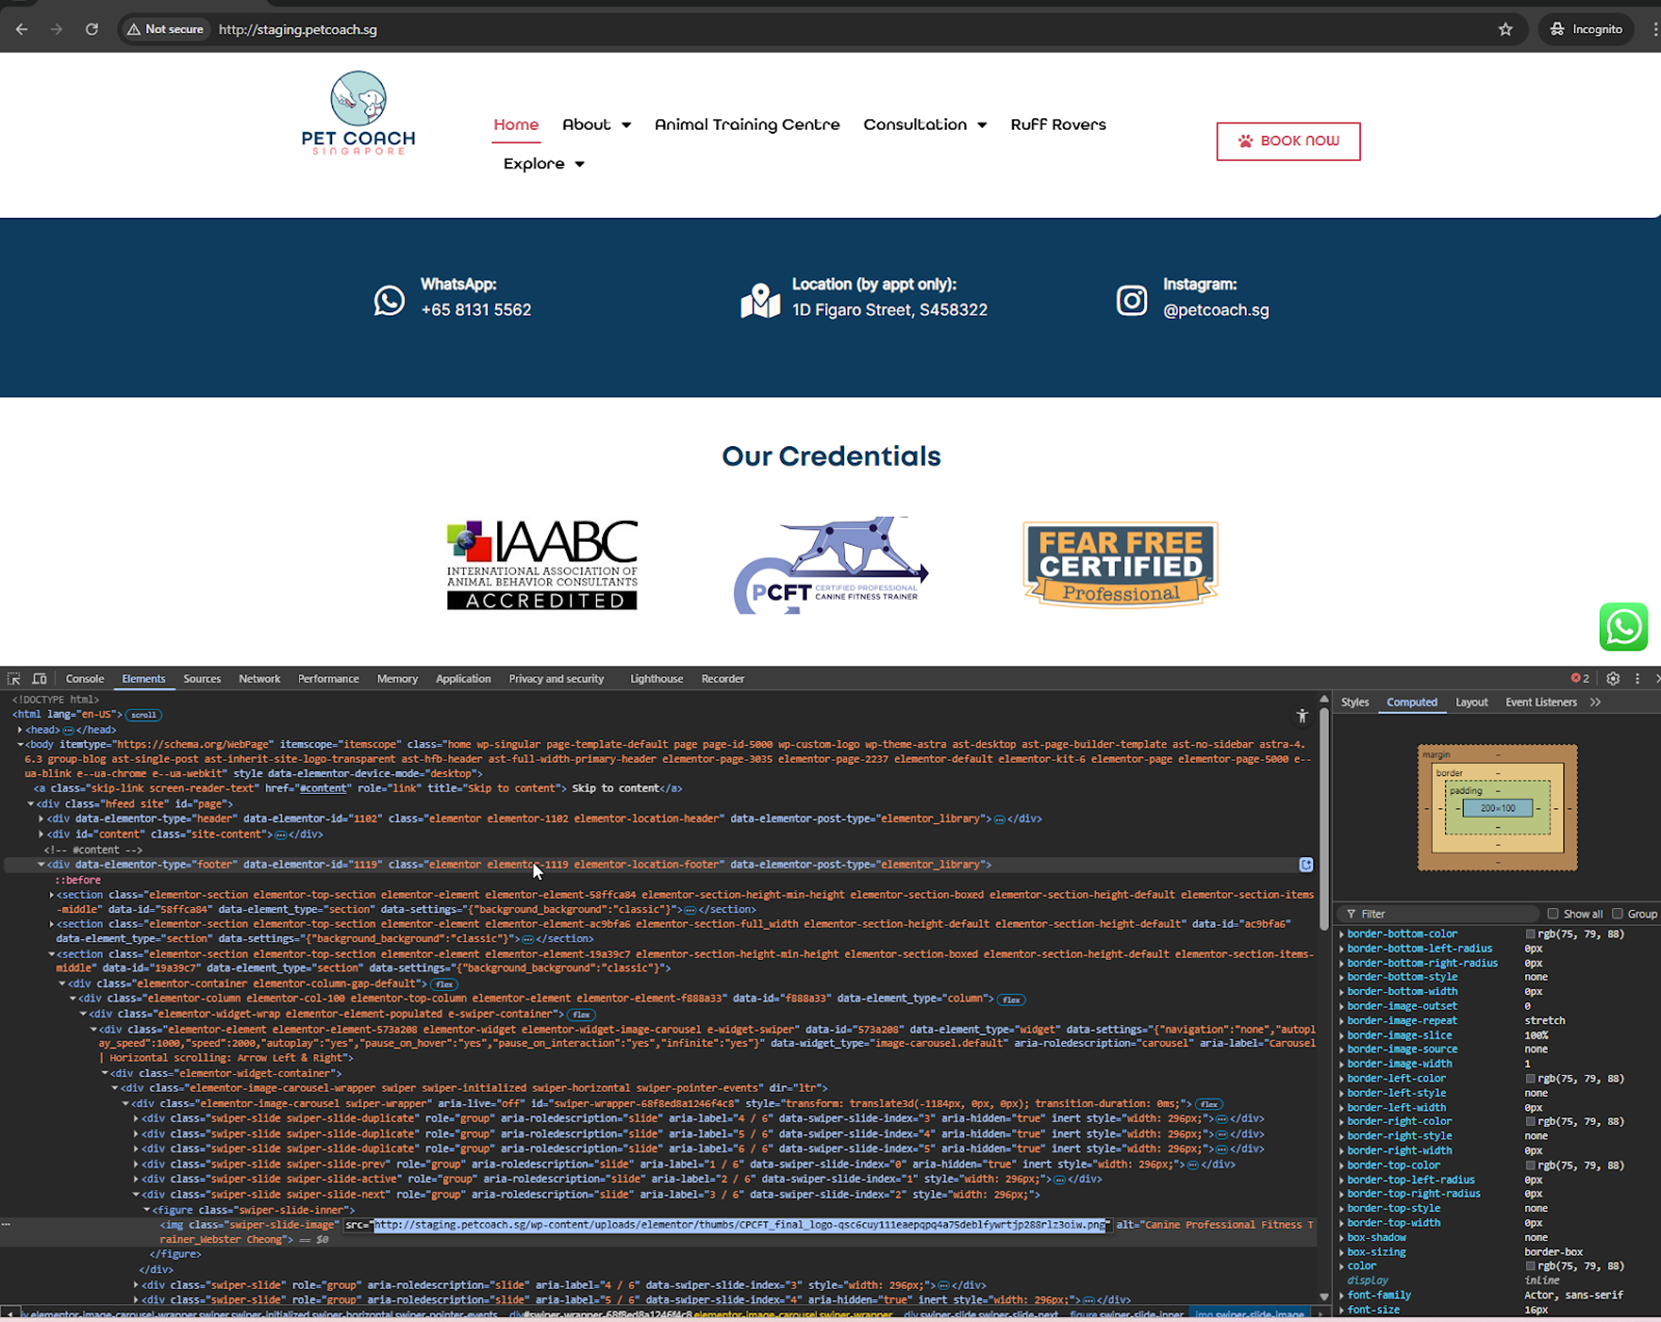 Not secure http://staging.petcoach.sg Incognito
PET COACH
SINGAPORE
Home About Animal Training Centre Consultation Ruff Rovers
Explore
BOOK NOW
WhatsApp:
+65 8131 5562
Location (by appt only):
1D Figaro Street, S458322
Instagram:
@petcoach.sg
Our Credentials
IAABC
INTERNATIONAL ASSOCIATION OF
ANIMAL BEHAVIOR CONSULTANTS
ACCREDITED
PCFT CERTIFIED PROFESSIONAL
CANINE FITNESS TRAINER
FEAR FREE
CERTIFIED
Professional
Console Elements Sources Network Performance Memory Application Privacy and security Lighthouse Recorder 2
<!DOCTYPE html>
<html lang="en-US"> scroll
<head> </head>
<body itemtype="https://schema.org/WebPage" itemscope="itemscope" class="home wp-singular page-template-default page page-id-5000 wp-custom-logo wp-theme-astra ast-desktop ast-page-builder-template ast-no-sidebar astra-4.
6.3 group-blog ast-single-post ast-inherit-site-logo-transparent ast-hfb-header ast-full-width-primary-header elementor-page-3035 elementor-page-2237 elementor-default elementor-kit-6 elementor-page elementor-page-5000 e--
ua-blink e--ua-chrome e--ua-webkit" style data-elementor-device-mode="desktop">
<a class="skip-link screen-reader-text" href="#content" role="link" title="Skip to content"> Skip to content</a>
<div class="hfeed site" id="page">
<div data-elementor-type="header" data-elementor-id="1102" class="elementor elementor-1102 elementor-location-header" data-elementor-post-type="elementor_library"> </div>
<div id="content" class="site-content"> </div>
<!-- #content -->
<div data-elementor-type="footer" data-elementor-id="1119" class="elementor elementor-1119 elementor-location-footer" data-elementor-post-type="elementor_library">
::before
<section class="elementor-section elementor-top-section elementor-element elementor-element-58ffca84 elementor-section-height-min-height elementor-section-boxed elementor-section-height-default elementor-section-items
-middle" data-id="58ffca84" data-element_type="section" data-settings="{"background_background":"classic"}"> </section>
<section class="elementor-section elementor-top-section elementor-element elementor-element-ac9bfa6 elementor-section-full_width elementor-section-height-default elementor-section-height-default" data-id="ac9bfa6"
data-element_type="section" data-settings="{"background_background":"classic"}"> </section>
<section class="elementor-section elementor-top-section elementor-element elementor-element-19a39c7 elementor-section-height-min-height elementor-section-boxed elementor-section-height-default elementor-section-items-
middle" data-id="19a39c7" data-element_type="section" data-settings="{"background_background":"classic"}">
<div class="elementor-container elementor-column-gap-default"> flex
<div class="elementor-column elementor-col-100 elementor-top-column elementor-element elementor-element-f888a33" data-id="f888a33" data-element_type="column"> flex
<div class="elementor-widget-wrap elementor-element-populated e-swiper-container"> flex
<div class="elementor-element elementor-element-573a208 elementor-widget elementor-widget-image-carousel e-widget-swiper" data-id="573a208" data-element_type="widget" data-settings="{"navigation":"none","autopl
ay_speed":1000,"speed":2000,"autoplay":"yes","pause_on_hover":"yes","pause_on_interaction":"yes","infinite":"yes"}" data-widget_type="image-carousel.default" aria-roledescription="carousel" aria-label="Carousel
| Horizontal scrolling: Arrow Left & Right">
<div class="elementor-widget-container">
<div class="elementor-image-carousel-wrapper swiper swiper-initialized swiper-horizontal swiper-pointer-events" dir="ltr">
<div class="elementor-image-carousel swiper-wrapper" aria-live="off" id="swiper-wrapper-68f8ed8a1246f4c8" style="transform: translate3d(-1184px, 0px, 0px); transition-duration: 0ms;"> flex
<div class="swiper-slide swiper-slide-duplicate" role="group" aria-roledescription="slide" aria-label="4 / 6" data-swiper-slide-index="3" aria-hidden="true" inert style="width: 296px;"> </div>
<div class="swiper-slide swiper-slide-duplicate" role="group" aria-roledescription="slide" aria-label="5 / 6" data-swiper-slide-index="4" aria-hidden="true" inert style="width: 296px;"> </div>
<div class="swiper-slide swiper-slide-duplicate" role="group" aria-roledescription="slide" aria-label="6 / 6" data-swiper-slide-index="5" aria-hidden="true" inert style="width: 296px;"> </div>
<div class="swiper-slide swiper-slide-prev" role="group" aria-roledescription="slide" aria-label="1 / 6" data-swiper-slide-index="0" aria-hidden="true" inert style="width: 296px;"> </div>
<div class="swiper-slide swiper-slide-active" role="group" aria-roledescription="slide" aria-label="2 / 6" data-swiper-slide-index="1" style="width: 296px;"> </div>
<div class="swiper-slide swiper-slide-next" role="group" aria-roledescription="slide" aria-label="3 / 6" data-swiper-slide-index="2" style="width: 296px;">
<figure class="swiper-slide-inner">
<img class="swiper-slide-image" src="http://staging.petcoach.sg/wp-content/uploads/elementor/thumbs/CPCFT_final_logo-qsc6cuy111eaepqpq4a75deblfywrtjp288rlz3oiw.png" alt="Canine Professional Fitness T
rainer_Webster Cheong"> == $0
</figure>
</div>
<div class="swiper-slide" role="group" aria-roledescription="slide" aria-label="4 / 6" data-swiper-slide-index="3" style="width: 296px;"> </div>
<div class="swiper-slide" role="group" aria-roledescription="slide" aria-label="5 / 6" data-swiper-slide-index="4" style="width: 296px;"> </div>
Styles Computed Layout Event Listeners
margin –
border –
padding –
200×100
Filter Show all Group
border-bottom-color rgb(75, 79, 88)
border-bottom-left-radius 0px
border-bottom-right-radius 0px
border-bottom-style none
border-bottom-width 0px
border-image-outset 0
border-image-repeat stretch
border-image-slice 100%
border-image-source none
border-image-width 1
border-left-color rgb(75, 79, 88)
border-left-style none
border-left-width 0px
border-right-color rgb(75, 79, 88)
border-right-style none
border-right-width 0px
border-top-color rgb(75, 79, 88)
border-top-left-radius 0px
border-top-right-radius 0px
border-top-style none
border-top-width 0px
box-shadow none
box-sizing border-box
color rgb(75, 79, 88)
display inline
font-family Actor, sans-serif
font-size 16px